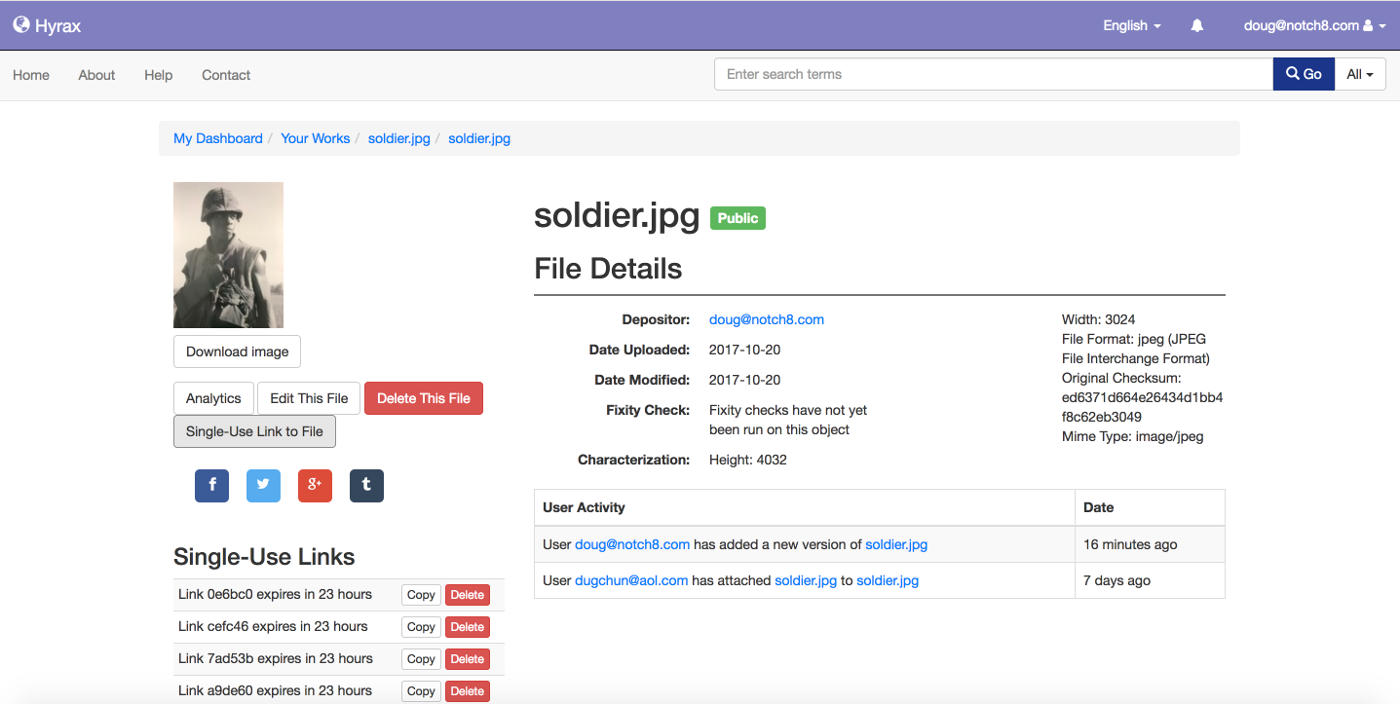 Hyrax
English
doug@notch8.com
Home About Help Contact
Enter search terms
Go
All
My Dashboard / Your Works / soldier.jpg / soldier.jpg
Download image
Analytics
Edit This File
Delete This File
Single-Use Link to File
f
g+
t
Single-Use Links
Link 0e6bc0 expires in 23 hours Copy Delete
Link cefc46 expires in 23 hours Copy Delete
Link 7ad53b expires in 23 hours Copy Delete
Link a9de60 expires in 23 hours Copy Delete
soldier.jpg Public
File Details
Depositor: doug@notch8.com
Date Uploaded: 2017-10-20
Date Modified: 2017-10-20
Fixity Check: Fixity checks have not yet
been run on this object
Characterization: Height: 4032
Width: 3024
File Format: jpeg (JPEG
File Interchange Format)
Original Checksum:
ed6371d664e26434d1bb4
f8c62eb3049
Mime Type: image/jpeg
User Activity Date
User doug@notch8.com has added a new version of soldier.jpg 16 minutes ago
User dugchun@aol.com has attached soldier.jpg to soldier.jpg 7 days ago